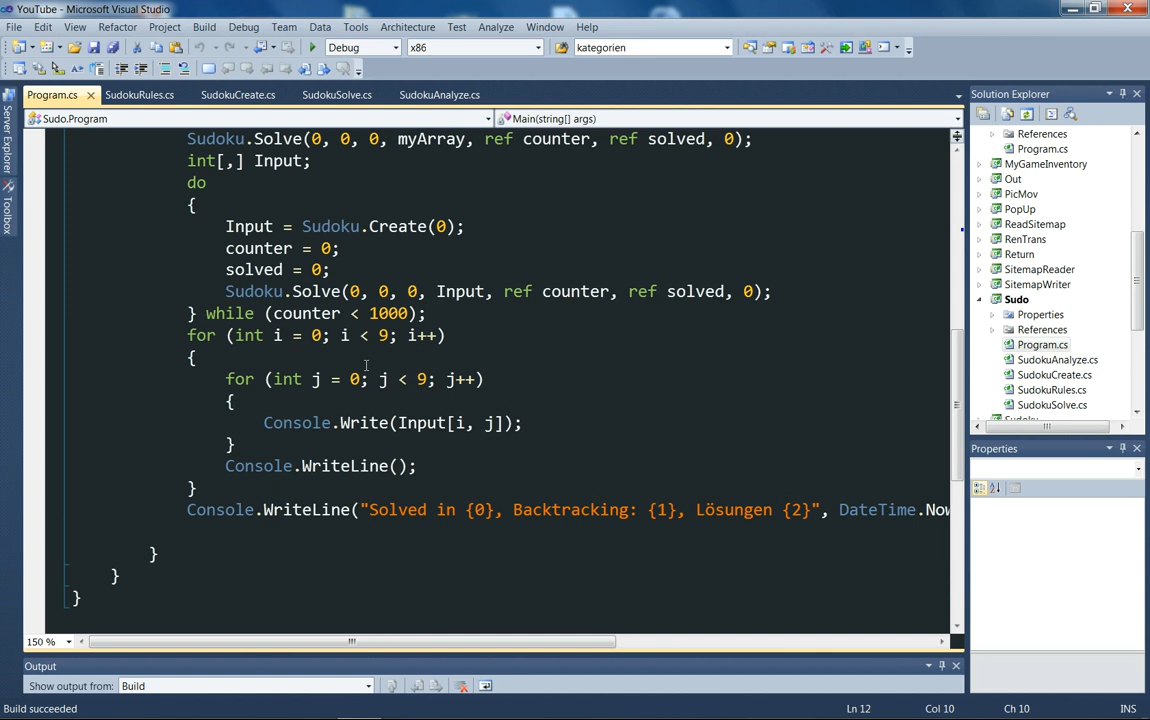 YouTube - Microsoft Visual Studio
File Edit View Refactor Project Build Debug Team Data Tools Architecture Test Analyze Window Help
Debug x86 kategorien
Program.cs SudokuRules.cs SudokuCreate.cs SudokuSolve.cs SudokuAnalyze.cs
Sudo.Program Main(string[] args)
Server Explorer
Toolbox
Sudoku.Solve(0, 0, 0, myArray, ref counter, ref solved, 0);
int[,] Input;
do
{
Input = Sudoku.Create(0);
counter = 0;
solved = 0;
Sudoku.Solve(0, 0, 0, Input, ref counter, ref solved, 0);
} while (counter < 1000);
for (int i = 0; i < 9; i++)
{
for (int j = 0; j < 9; j++)
{
Console.Write(Input[i, j]);
}
Console.WriteLine();
}
Console.WriteLine("Solved in {0}, Backtracking: {1}, Lösungen {2}", DateTime.Now
}
}
}
150 %
Output
Show output from: Build
Build succeeded Ln 12 Col 10 Ch 10 INS
Solution Explorer
References
Program.cs
MyGameInventory
Out
PicMov
PopUp
ReadSitemap
RenTrans
Return
SitemapReader
SitemapWriter
Sudo
Properties
References
Program.cs
SudokuAnalyze.cs
SudokuCreate.cs
SudokuRules.cs
SudokuSolve.cs
Properties